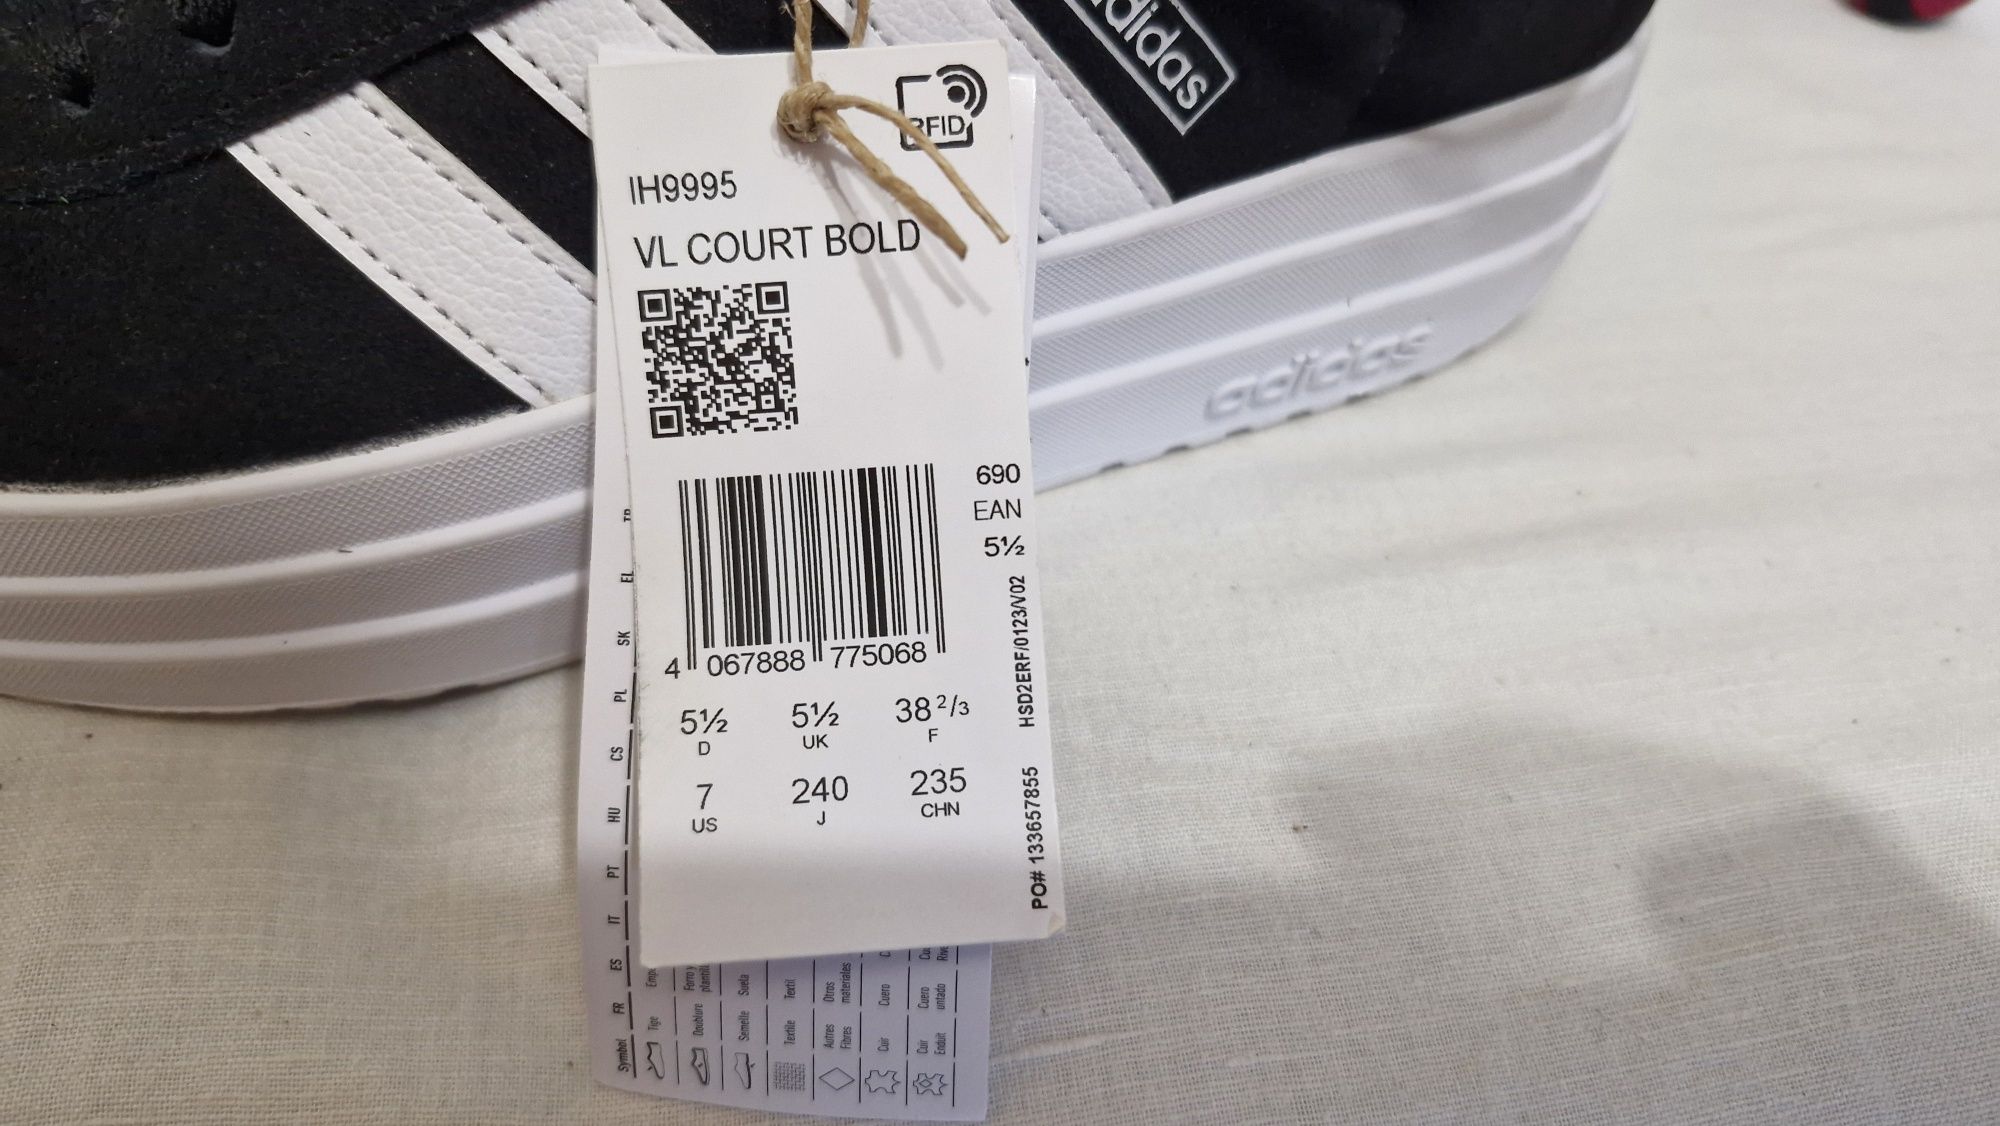 adidas
RFID
IH9995
VL COURT BOLD
690
EAN
5½
4 067888 775068
5½ 5½ 38 2/3
D UK F
7 240 235
US J CHN
HSD2ERF/0123/V02
PO# 133657855
adidas
EL
SK
PL
CS
HU
PT
IT
ES
FR
Symbol
Tige
Doublure Forro y
Semelle Suela
Textile Textil
Autres Otros
Fibres materiales
Cuir Cuero
Cuir Cuero
Enduit untado